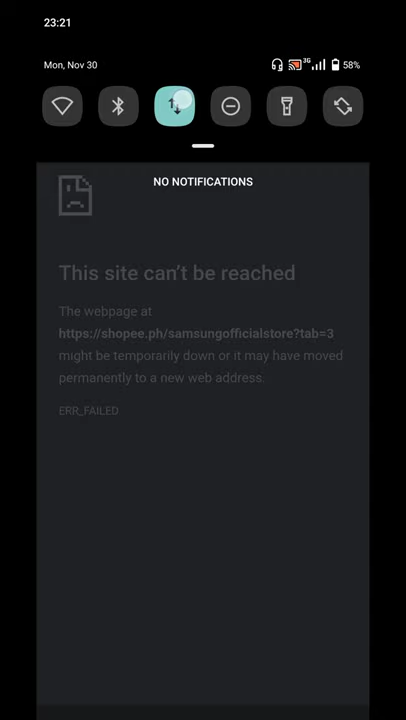 23:21
Mon, Nov 30
3G
58%
NO NOTIFICATIONS
This site can't be reached
The webpage at
https://shopee.ph/samsungofficialstore?tab=3
might be temporarily down or it may have moved
permanently to a new web address.
ERR_FAILED